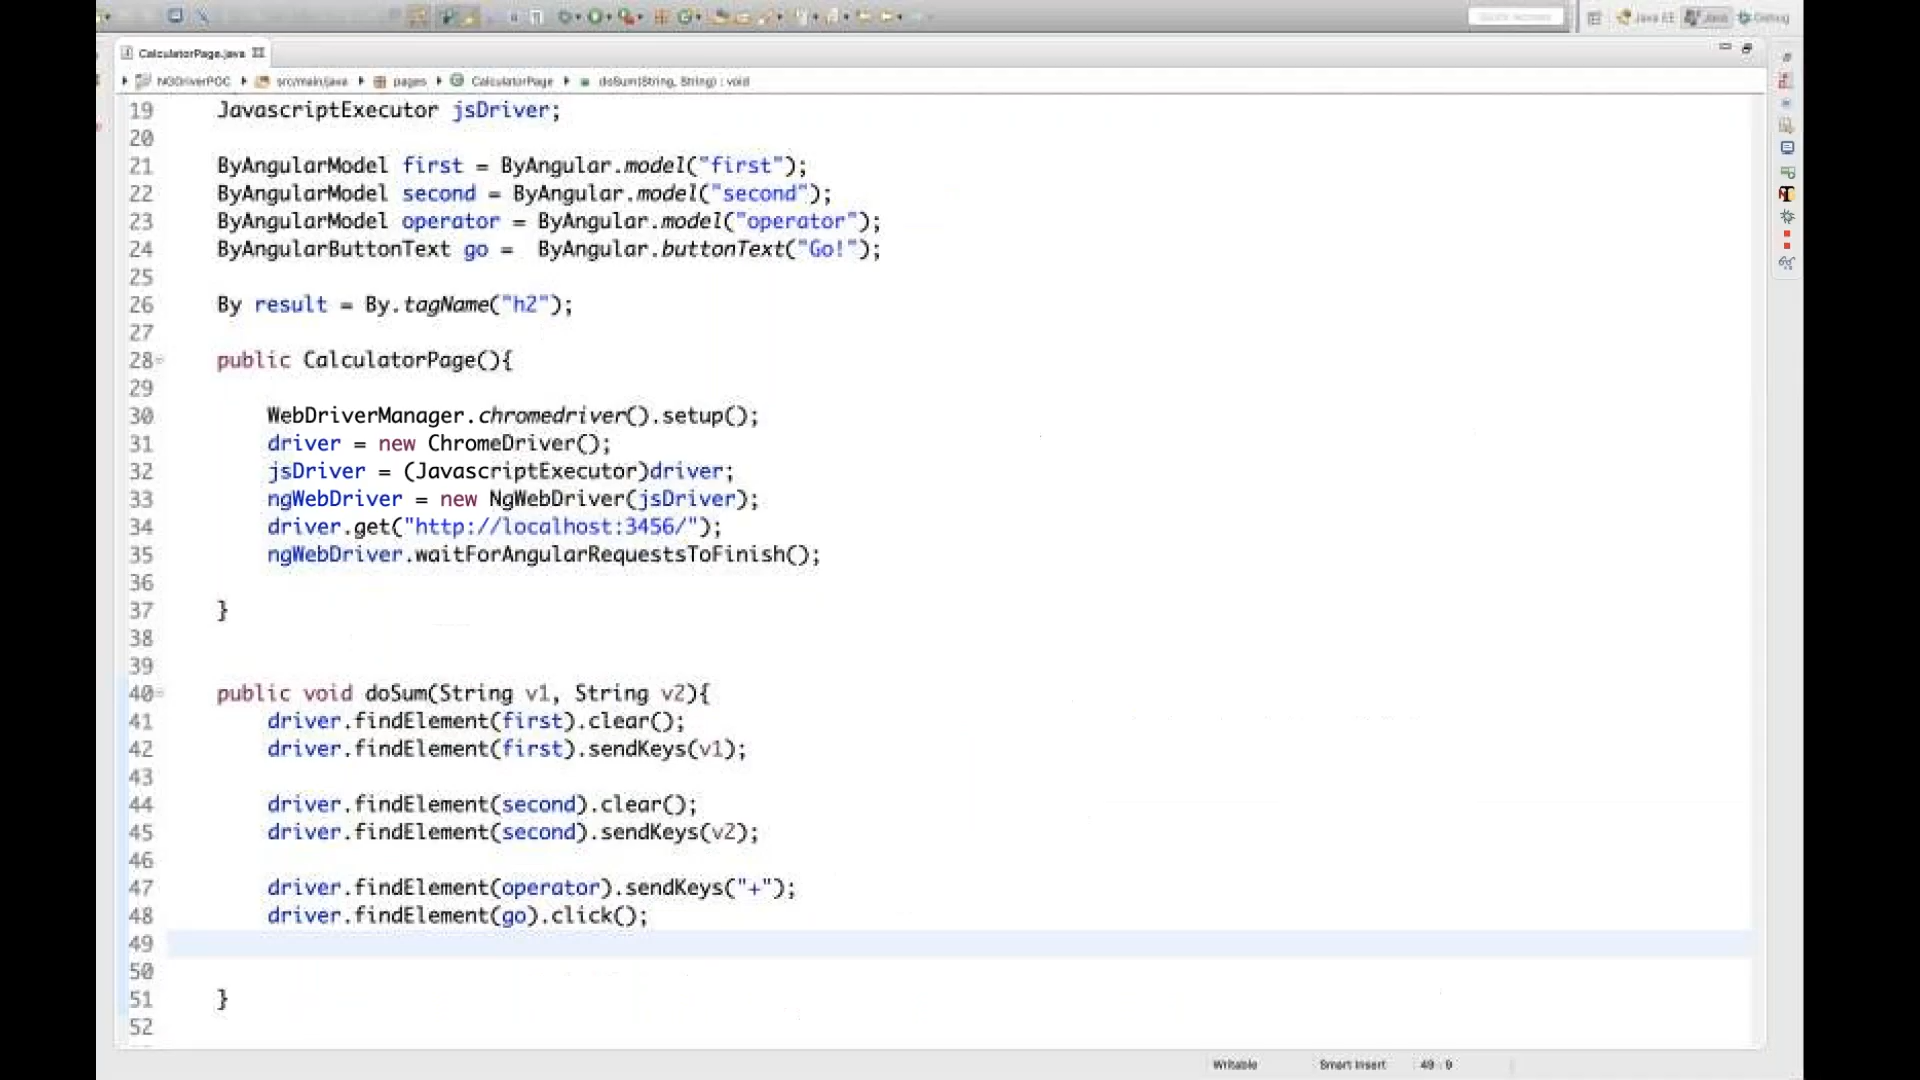 Java EE Java Debug
CalculatorPage.java
NGDriverPOC src/main/java pages CalculatorPage doSum(String, String) : void
19 JavascriptExecutor jsDriver;
20
21 ByAngularModel first = ByAngular.model("first");
22 ByAngularModel second = ByAngular.model("second");
23 ByAngularModel operator = ByAngular.model("operator");
24 ByAngularButtonText go =  ByAngular.buttonText("Go!");
25
26 By result = By.tagName("h2");
27
28 public CalculatorPage(){
29
30 WebDriverManager.chromedriver().setup();
31 driver = new ChromeDriver();
32 jsDriver = (JavascriptExecutor)driver;
33 ngWebDriver = new NgWebDriver(jsDriver);
34 driver.get("http://localhost:3456/");
35 ngWebDriver.waitForAngularRequestsToFinish();
36
37 }
38
39
40 public void doSum(String v1, String v2){
41 driver.findElement(first).clear();
42 driver.findElement(first).sendKeys(v1);
43
44 driver.findElement(second).clear();
45 driver.findElement(second).sendKeys(v2);
46
47 driver.findElement(operator).sendKeys("+");
48 driver.findElement(go).click();
49
50
51 }
52
Writable Smart Insert 49 : 9